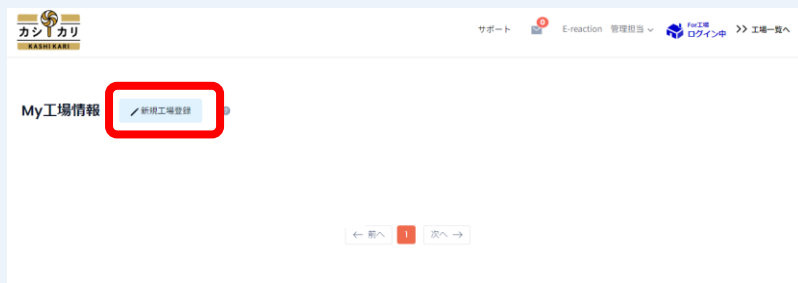 カシカリ
KASHIKARI
サポート
0
E-reaction 管理担当
For工場
ログイン中
>> 工場一覧へ
My工場情報
新規工場登録
← 前へ 1 次へ →